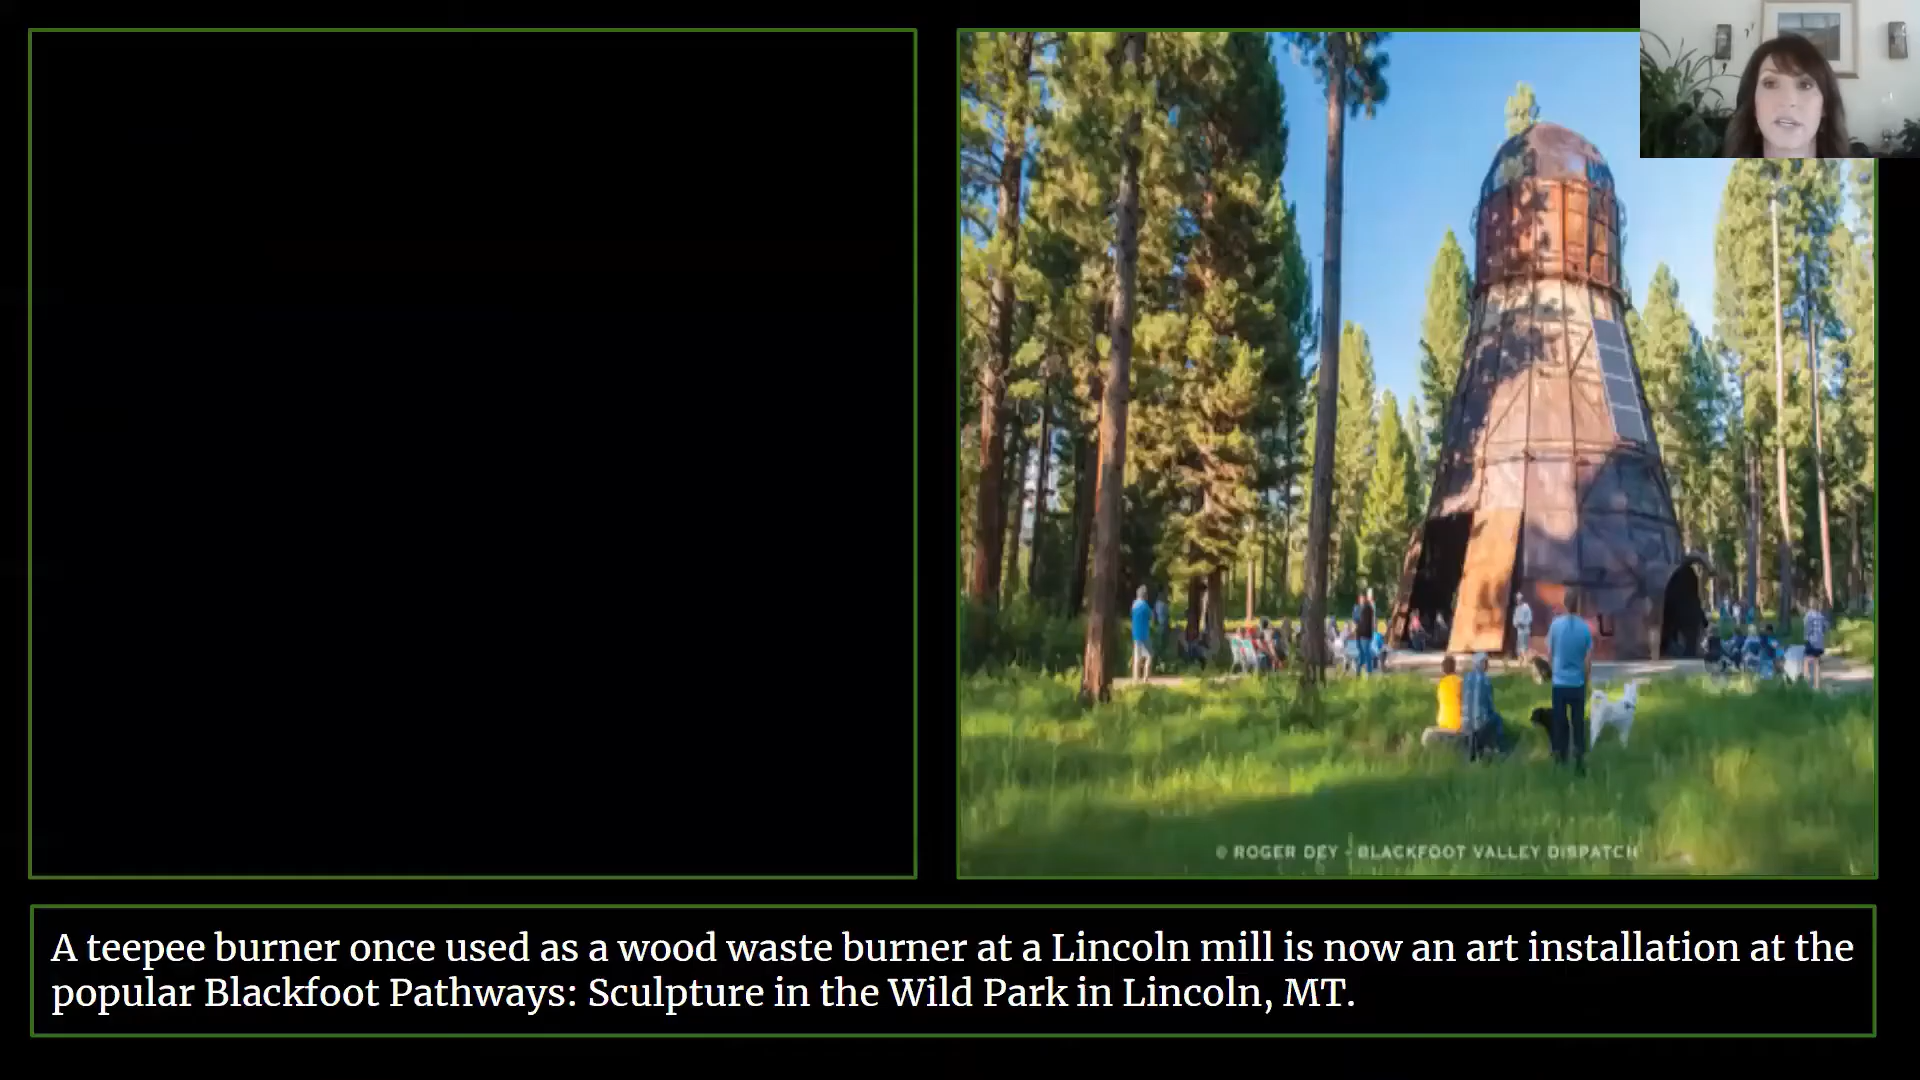 © ROGER DEY - BLACKFOOT VALLEY DISPATCH
A teepee burner once used as a wood waste burner at a Lincoln mill is now an art installation at the
popular Blackfoot Pathways: Sculpture in the Wild Park in Lincoln, MT.